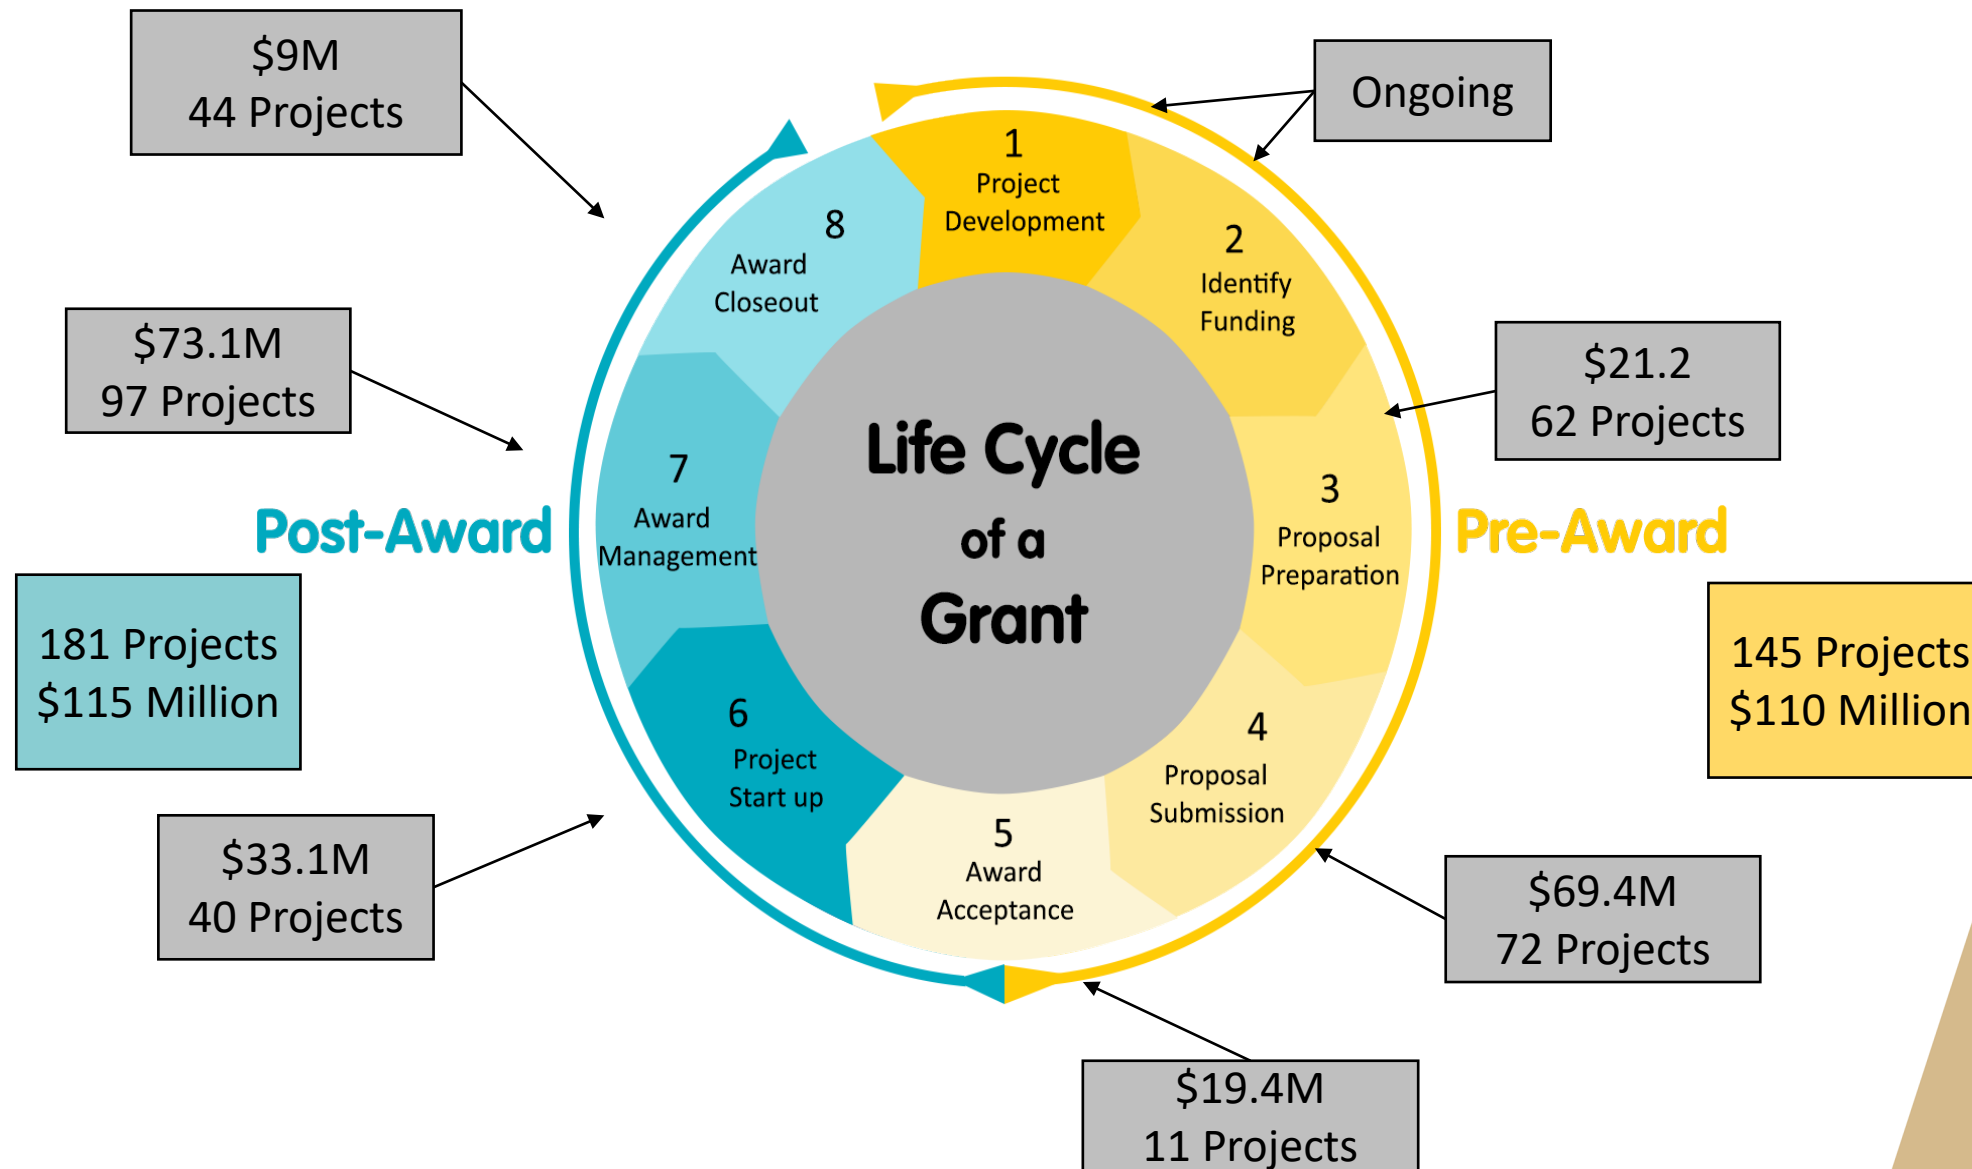 $9M
44 Projects
Ongoing
1
Project
Development
2
Identify
Funding
8
Award
Closeout
$73.1M
97 Projects
$21.2
62 Projects
Life Cycle
of a
Grant
7
Award
Management
3
Proposal
Preparation
Post-Award
Pre-Award
181 Projects
$115 Million
145 Projects
$110 Million
6
Project
Start up
4
Proposal
Submission
5
Award
Acceptance
$33.1M
40 Projects
$69.4M
72 Projects
$19.4M
11 Projects